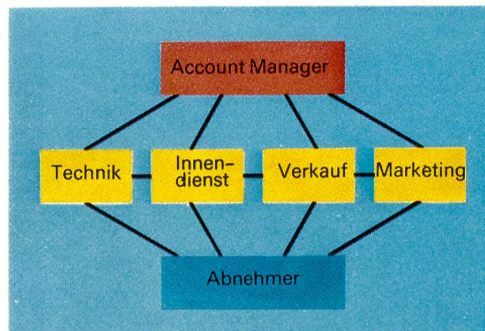 Account Manager
Technik
Innen-
dienst
Verkauf
Marketing
Abnehmer